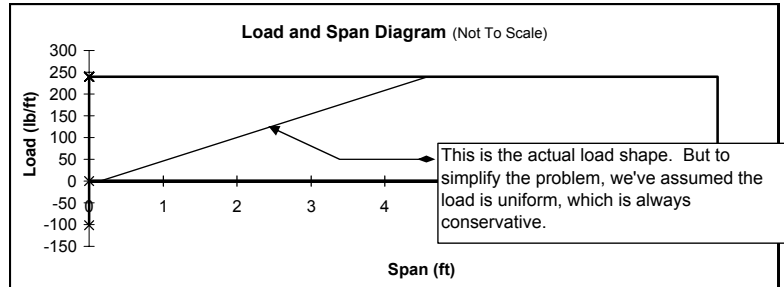 Load and Span Diagram (Not To Scale)
300
250
200
150
100
50
0
-50
-100
-150
Load (lb/ft)
0 1 2 3 4
This is the actual load shape. But to
simplify the problem, we've assumed the
load is uniform, which is always
conservative.
Span (ft)